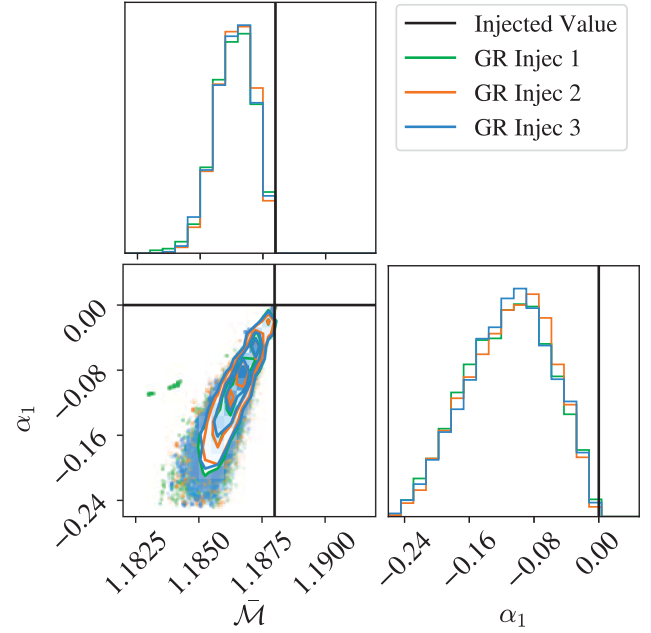 Injected Value
GR Injec 1
GR Injec 2
GR Injec 3
0.00
−0.08
−0.16
−0.24
α₁
1.1825
1.1850
1.1875
1.1900
ℳ̄
−0.24
−0.16
−0.08
0.00
α₁